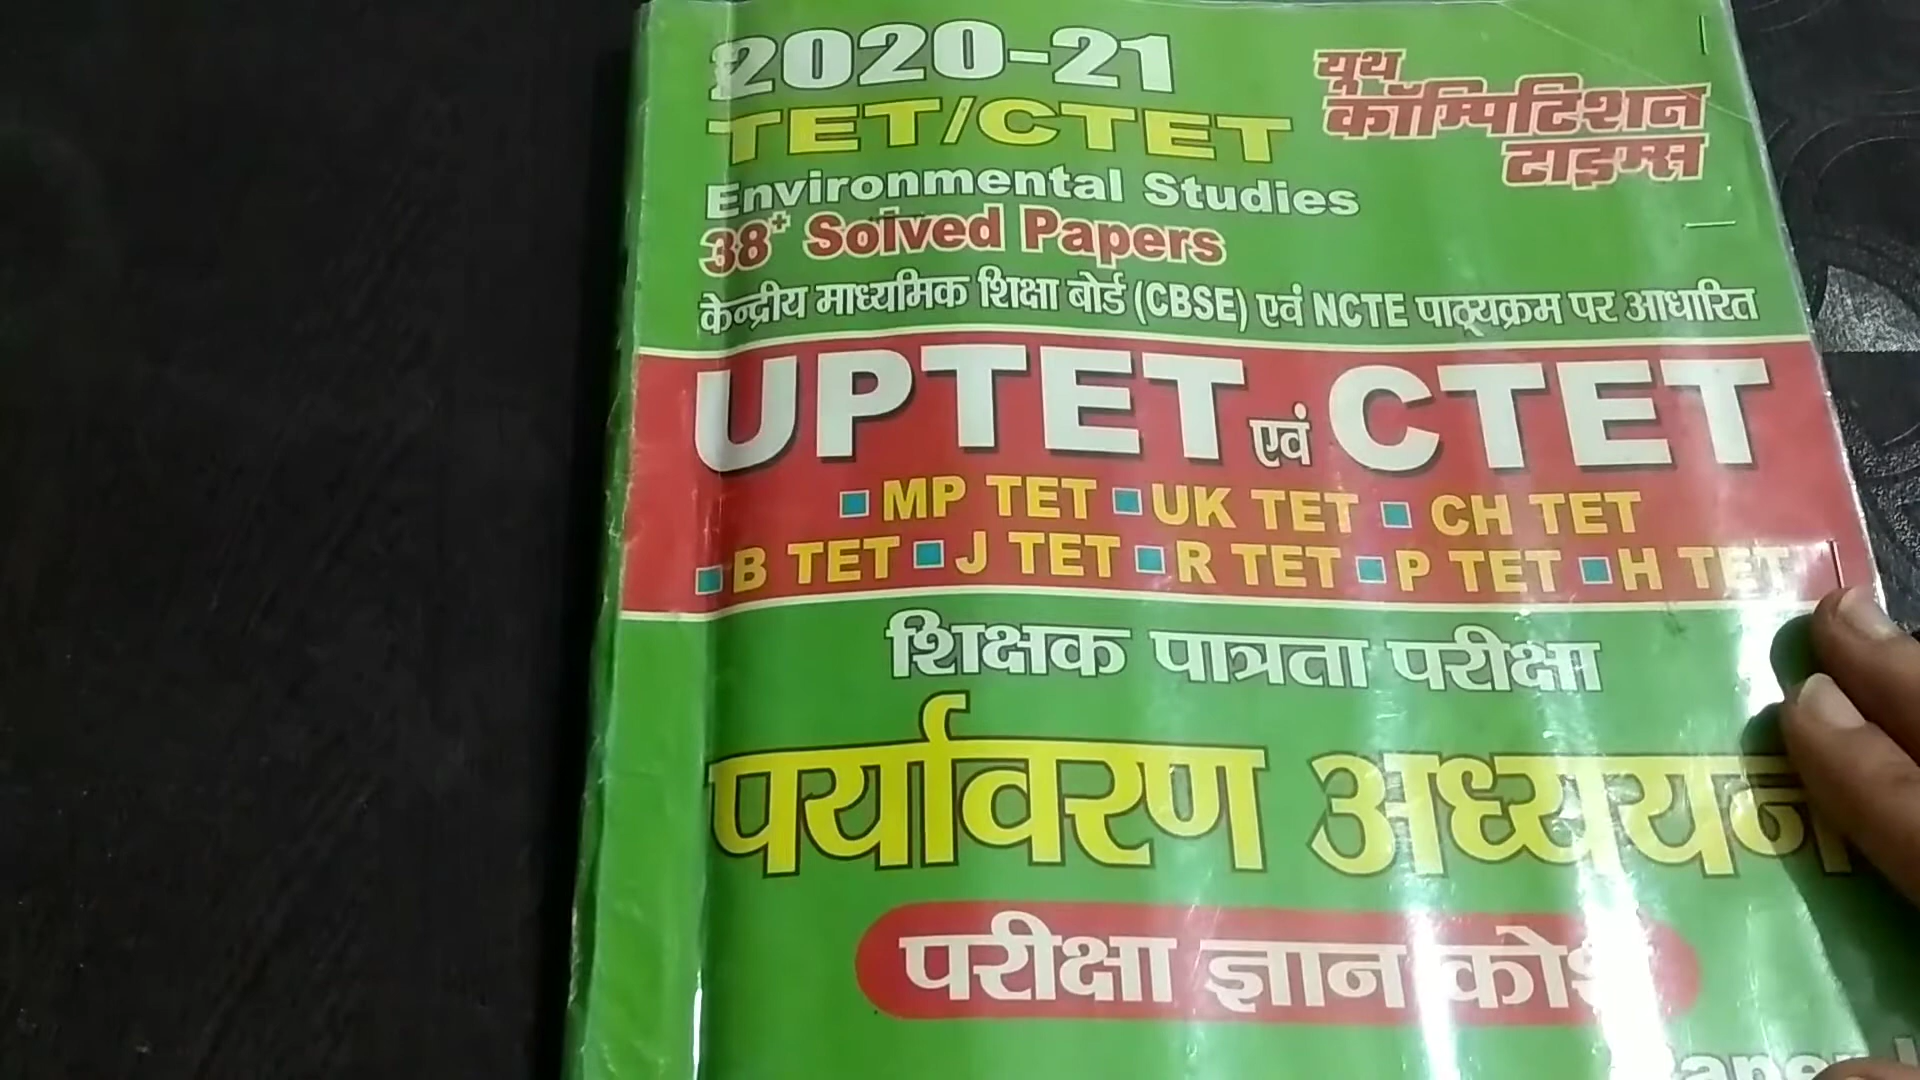 2020-21
TET/CTET
यूथ
कॉम्पिटिशन
टाइम्स
Environmental Studies
38+ Solved Papers
केन्द्रीय माध्यमिक शिक्षा बोर्ड (CBSE) एवं NCTE पाठ्यक्रम पर आधारित
UPTET एवं CTET
MP TET UK TET CH TET
B TET J TET R TET P TET H TET
शिक्षक पात्रता परीक्षा
पर्यावरण अध्ययन
परीक्षा ज्ञान कोश